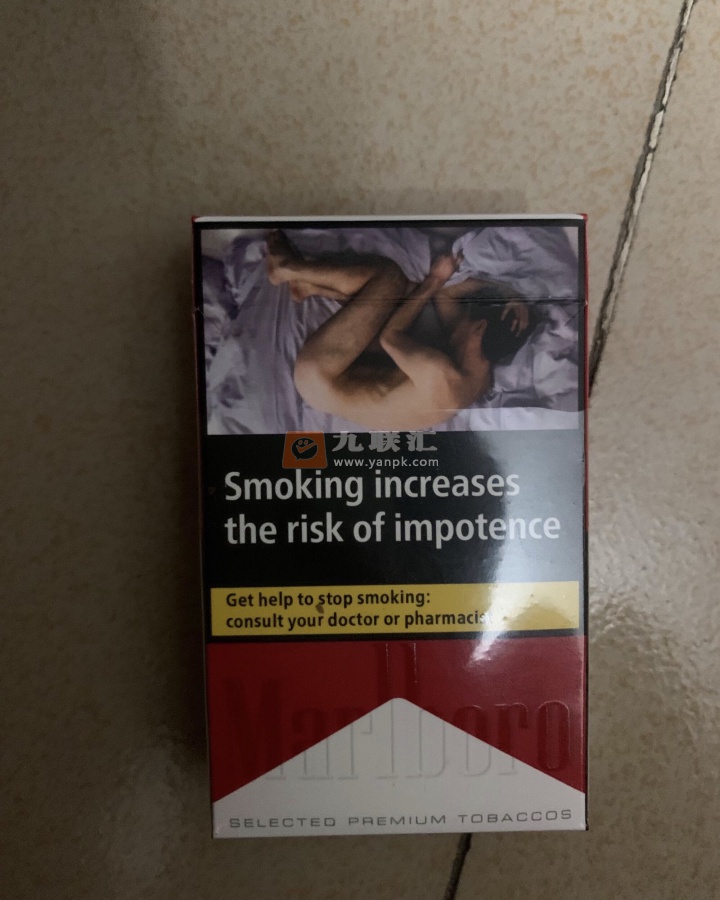 九联汇
www.yanpk.com
Smoking increases
the risk of impotence
Get help to stop smoking:
consult your doctor or pharmacist
Marlboro
SELECTED PREMIUM TOBACCOS